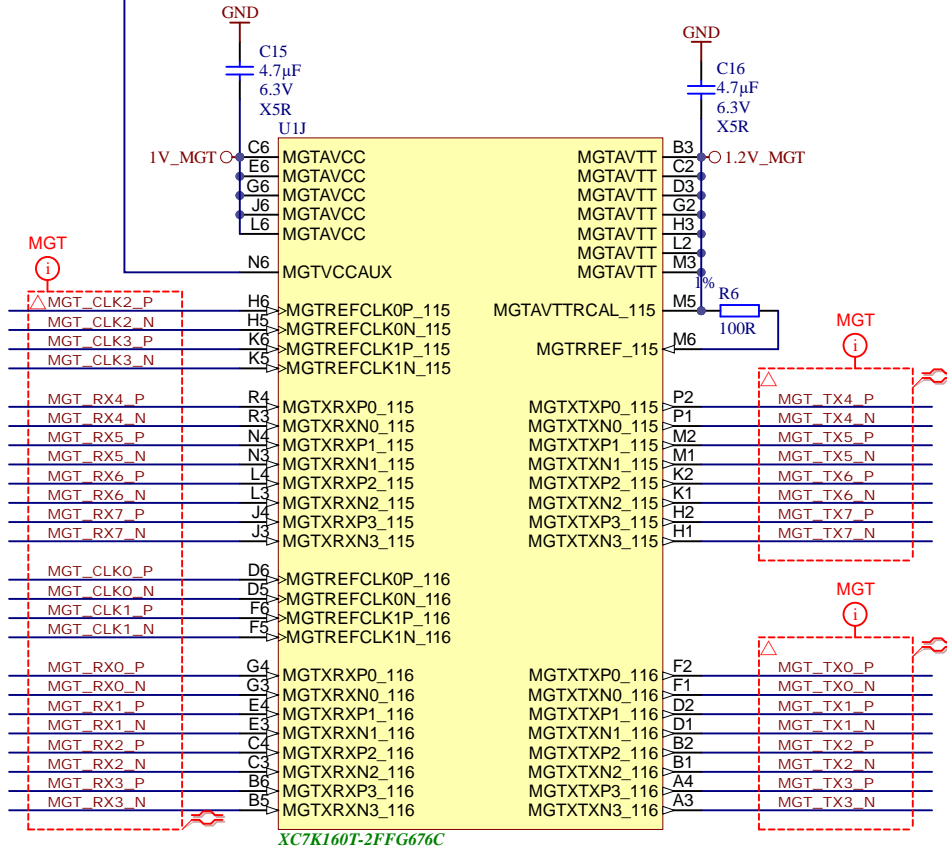 GND
C15
4.7µF
6.3V
X5R
GND
C16
4.7µF
6.3V
X5R
U1J
1V_MGT C6 MGTAVCC MGTAVTT B3 1.2V_MGT
E6 MGTAVCC MGTAVTT C2
G6 MGTAVCC MGTAVTT D3
J6 MGTAVCC MGTAVTT G2
L6 MGTAVCC MGTAVTT H3
MGTAVTT L2
MGT
i
N6 MGTVCCAUX MGTAVTT M3
1%
MGT_CLK2_P H6 MGTREFCLK0P_115 MGTAVTTRCAL_115 M5 R6
100R
MGT_CLK2_N H5 MGTREFCLK0N_115
MGT_CLK3_P K6 MGTREFCLK1P_115 MGTRREF_115 M6
MGT_CLK3_N K5 MGTREFCLK1N_115
MGT
i
MGT_RX4_P R4 MGTXRXP0_115 MGTXTXP0_115 P2 MGT_TX4_P
MGT_RX4_N R3 MGTXRXN0_115 MGTXTXN0_115 P1 MGT_TX4_N
MGT_RX5_P N4 MGTXRXP1_115 MGTXTXP1_115 M2 MGT_TX5_P
MGT_RX5_N N3 MGTXRXN1_115 MGTXTXN1_115 M1 MGT_TX5_N
MGT_RX6_P L4 MGTXRXP2_115 MGTXTXP2_115 K2 MGT_TX6_P
MGT_RX6_N L3 MGTXRXN2_115 MGTXTXN2_115 K1 MGT_TX6_N
MGT_RX7_P J4 MGTXRXP3_115 MGTXTXP3_115 H2 MGT_TX7_P
MGT_RX7_N J3 MGTXRXN3_115 MGTXTXN3_115 H1 MGT_TX7_N
MGT_CLK0_P D6 MGTREFCLK0P_116
MGT_CLK0_N D5 MGTREFCLK0N_116
MGT_CLK1_P F6 MGTREFCLK1P_116
MGT_CLK1_N F5 MGTREFCLK1N_116
MGT
i
MGT_RX0_P G4 MGTXRXP0_116 MGTXTXP0_116 F2 MGT_TX0_P
MGT_RX0_N G3 MGTXRXN0_116 MGTXTXN0_116 F1 MGT_TX0_N
MGT_RX1_P E4 MGTXRXP1_116 MGTXTXP1_116 D2 MGT_TX1_P
MGT_RX1_N E3 MGTXRXN1_116 MGTXTXN1_116 D1 MGT_TX1_N
MGT_RX2_P C4 MGTXRXP2_116 MGTXTXP2_116 B2 MGT_TX2_P
MGT_RX2_N C3 MGTXRXN2_116 MGTXTXN2_116 B1 MGT_TX2_N
MGT_RX3_P B6 MGTXRXP3_116 MGTXTXP3_116 A4 MGT_TX3_P
MGT_RX3_N B5 MGTXRXN3_116 MGTXTXN3_116 A3 MGT_TX3_N
XC7K160T-2FFG676C